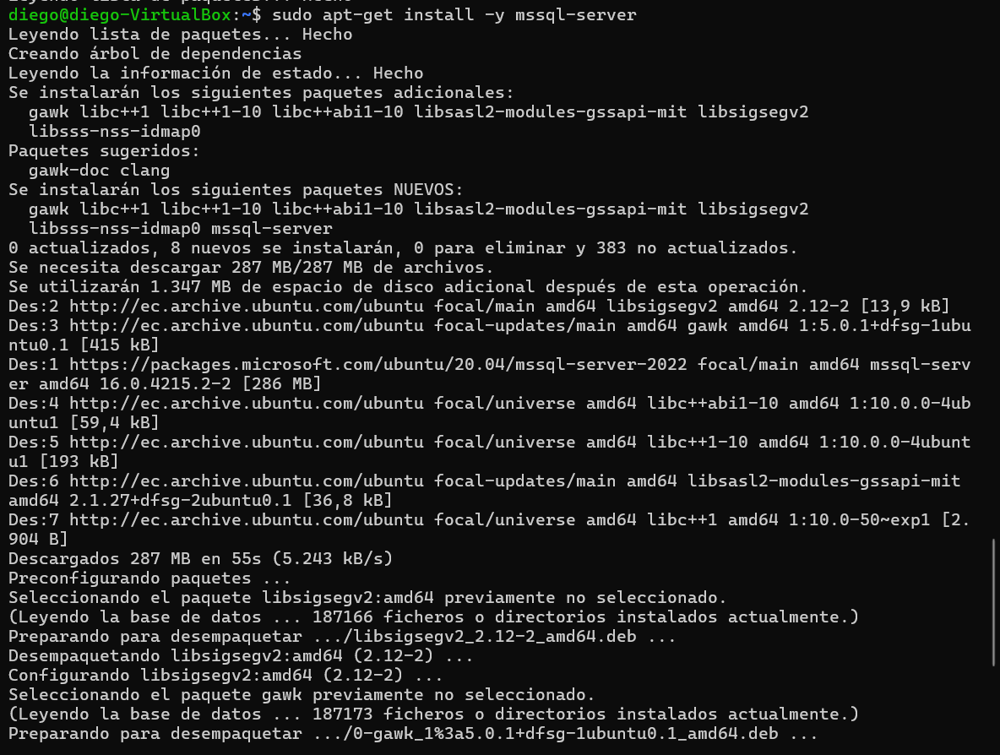 diego@diego-VirtualBox:~$ sudo apt-get install -y mssql-server
Leyendo lista de paquetes... Hecho
Creando árbol de dependencias
Leyendo la información de estado... Hecho
Se instalarán los siguientes paquetes adicionales:
  gawk libc++1 libc++1-10 libc++abi1-10 libsasl2-modules-gssapi-mit libsigsegv2
  libsss-nss-idmap0
Paquetes sugeridos:
  gawk-doc clang
Se instalarán los siguientes paquetes NUEVOS:
  gawk libc++1 libc++1-10 libc++abi1-10 libsasl2-modules-gssapi-mit libsigsegv2
  libsss-nss-idmap0 mssql-server
0 actualizados, 8 nuevos se instalarán, 0 para eliminar y 383 no actualizados.
Se necesita descargar 287 MB/287 MB de archivos.
Se utilizarán 1.347 MB de espacio de disco adicional después de esta operación.
Des:2 http://ec.archive.ubuntu.com/ubuntu focal/main amd64 libsigsegv2 amd64 2.12-2 [13,9 kB]
Des:3 http://ec.archive.ubuntu.com/ubuntu focal-updates/main amd64 gawk amd64 1:5.0.1+dfsg-1ubu
ntu0.1 [415 kB]
Des:1 https://packages.microsoft.com/ubuntu/20.04/mssql-server-2022 focal/main amd64 mssql-serv
er amd64 16.0.4215.2-2 [286 MB]
Des:4 http://ec.archive.ubuntu.com/ubuntu focal/universe amd64 libc++abi1-10 amd64 1:10.0.0-4ub
untu1 [59,4 kB]
Des:5 http://ec.archive.ubuntu.com/ubuntu focal/universe amd64 libc++1-10 amd64 1:10.0.0-4ubunt
u1 [193 kB]
Des:6 http://ec.archive.ubuntu.com/ubuntu focal-updates/main amd64 libsasl2-modules-gssapi-mit
amd64 2.1.27+dfsg-2ubuntu0.1 [36,8 kB]
Des:7 http://ec.archive.ubuntu.com/ubuntu focal/universe amd64 libc++1 amd64 1:10.0-50~exp1 [2.
904 B]
Descargados 287 MB en 55s (5.243 kB/s)
Preconfigurando paquetes ...
Seleccionando el paquete libsigsegv2:amd64 previamente no seleccionado.
(Leyendo la base de datos ... 187166 ficheros o directorios instalados actualmente.)
Preparando para desempaquetar .../libsigsegv2_2.12-2_amd64.deb ...
Desempaquetando libsigsegv2:amd64 (2.12-2) ...
Configurando libsigsegv2:amd64 (2.12-2) ...
Seleccionando el paquete gawk previamente no seleccionado.
(Leyendo la base de datos ... 187173 ficheros o directorios instalados actualmente.)
Preparando para desempaquetar .../0-gawk_1%3a5.0.1+dfsg-1ubuntu0.1_amd64.deb ...